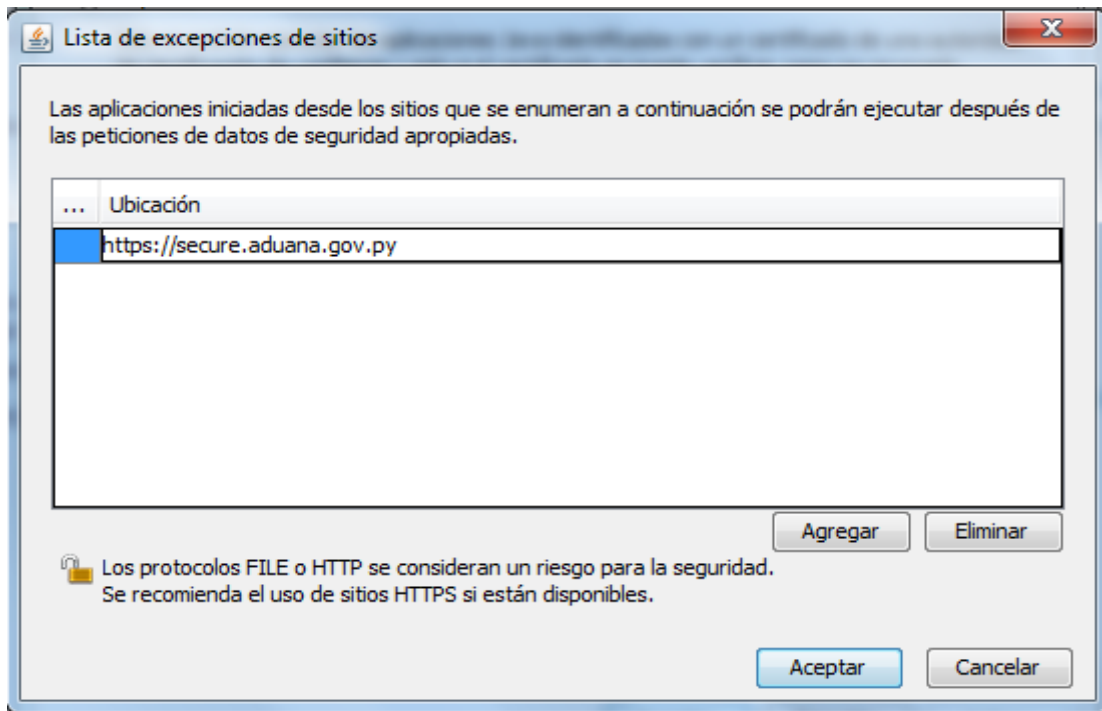 Lista de excepciones de sitios
Las aplicaciones iniciadas desde los sitios que se enumeran a continuación se podrán ejecutar después de
las peticiones de datos de seguridad apropiadas.
... Ubicación
https://secure.aduana.gov.py
Agregar Eliminar
Los protocolos FILE o HTTP se consideran un riesgo para la seguridad.
Se recomienda el uso de sitios HTTPS si están disponibles.
Aceptar Cancelar